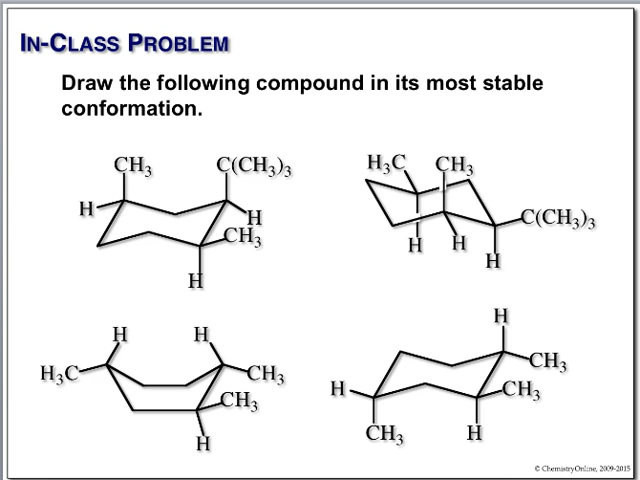 IN-CLASS PROBLEM
Draw the following compound in its most stable
conformation.
CH3 C(CH3)3
H H
CH3
H
H3C CH3
C(CH3)3
H H
H
H H
H3C CH3
CH3
H
H
CH3
H CH3
CH3 H
© ChemistryOnline, 2009-2015